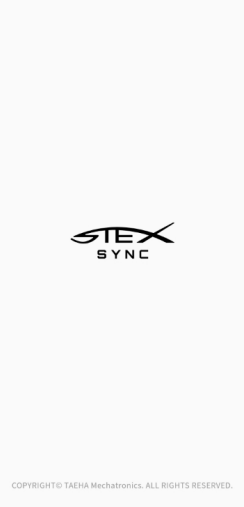 STEX
SYNC
COPYRIGHT© TAEHA Mechatronics. ALL RIGHTS RESERVED.